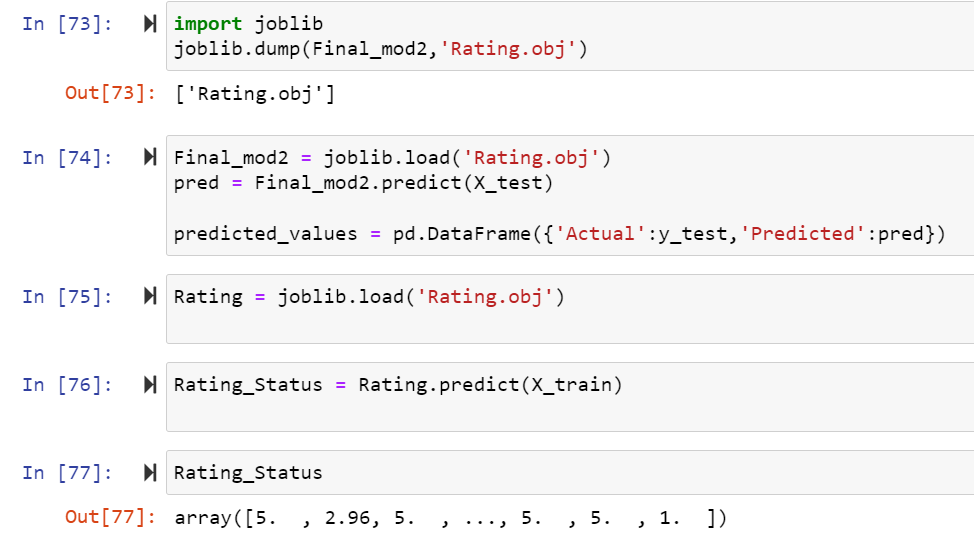 In [73]: import joblib
joblib.dump(Final_mod2,'Rating.obj')
Out[73]: ['Rating.obj']
In [74]: Final_mod2 = joblib.load('Rating.obj')
pred = Final_mod2.predict(X_test)
predicted_values = pd.DataFrame({'Actual':y_test,'Predicted':pred})
In [75]: Rating = joblib.load('Rating.obj')
In [76]: Rating_Status = Rating.predict(X_train)
In [77]: Rating_Status
Out[77]: array([5.  , 2.96, 5.  , ..., 5.  , 5.  , 1.  ])